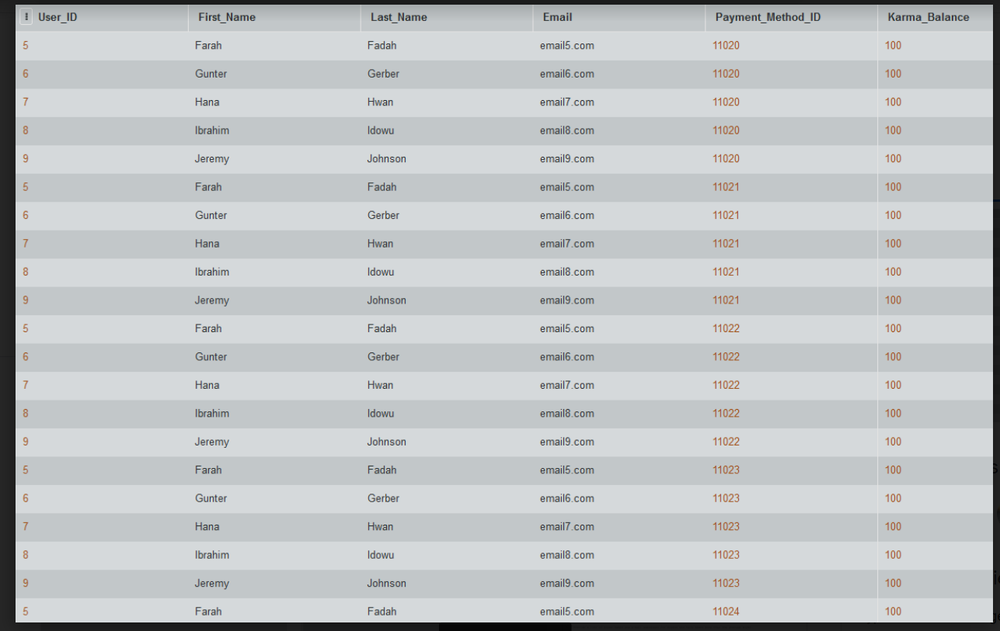 User_ID First_Name Last_Name Email Payment_Method_ID Karma_Balance
5 Farah Fadah email5.com 11020 100
6 Gunter Gerber email6.com 11020 100
7 Hana Hwan email7.com 11020 100
8 Ibrahim Idowu email8.com 11020 100
9 Jeremy Johnson email9.com 11020 100
5 Farah Fadah email5.com 11021 100
6 Gunter Gerber email6.com 11021 100
7 Hana Hwan email7.com 11021 100
8 Ibrahim Idowu email8.com 11021 100
9 Jeremy Johnson email9.com 11021 100
5 Farah Fadah email5.com 11022 100
6 Gunter Gerber email6.com 11022 100
7 Hana Hwan email7.com 11022 100
8 Ibrahim Idowu email8.com 11022 100
9 Jeremy Johnson email9.com 11022 100
5 Farah Fadah email5.com 11023 100
6 Gunter Gerber email6.com 11023 100
7 Hana Hwan email7.com 11023 100
8 Ibrahim Idowu email8.com 11023 100
9 Jeremy Johnson email9.com 11023 100
5 Farah Fadah email5.com 11024 100